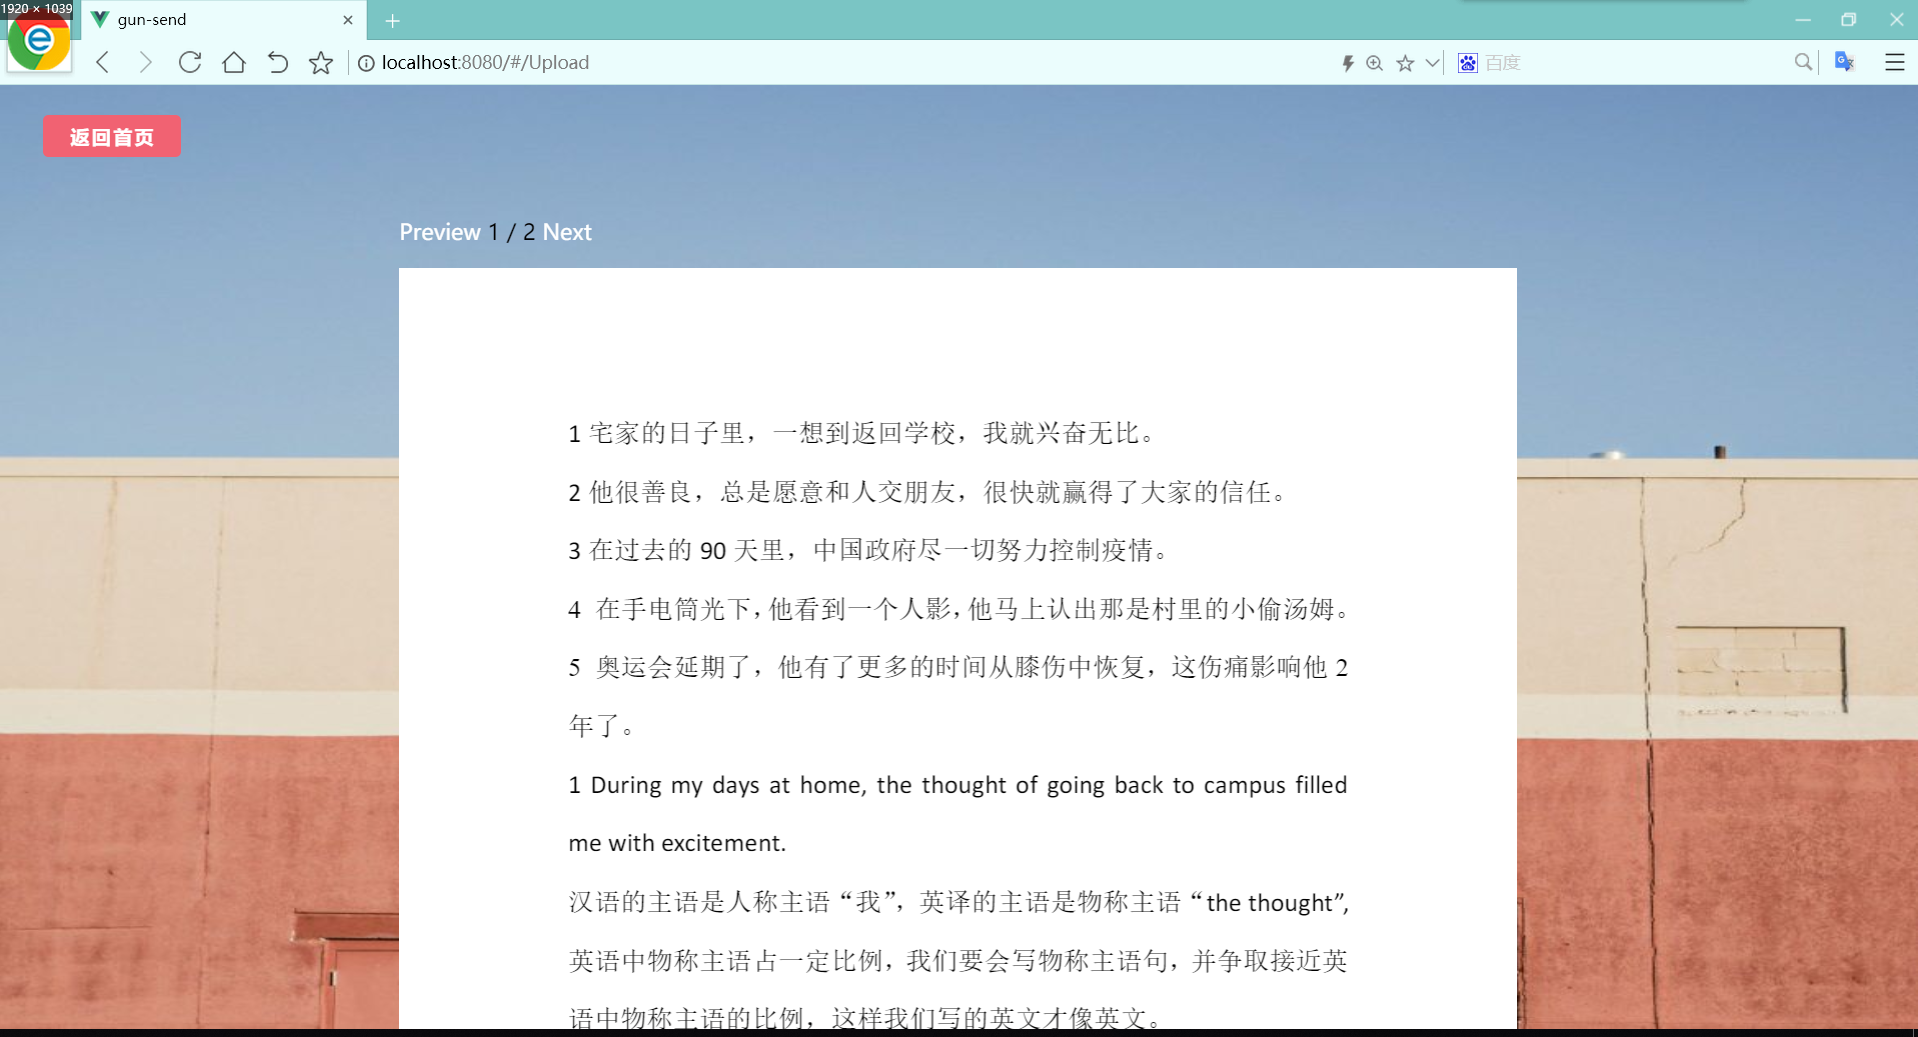 1920 × 1039
gun-send
localhost:8080/#/Upload
百度
返回首页
Preview 1 / 2 Next
1 宅家的日子里，一想到返回学校，我就兴奋无比。
2 他很善良，总是愿意和人交朋友，很快就赢得了大家的信任。
3 在过去的 90 天里，中国政府尽一切努力控制疫情。
4 在手电筒光下，他看到一个人影，他马上认出那是村里的小偷汤姆。
5 奥运会延期了，他有了更多的时间从膝伤中恢复，这伤痛影响他 2
年了。
1 During my days at home, the thought of going back to campus filled
me with excitement.
汉语的主语是人称主语“我”，英译的主语是物称主语“the thought”,
英语中物称主语占一定比例，我们要会写物称主语句，并争取接近英
语中物称主语的比例，这样我们写的英文才像英文。